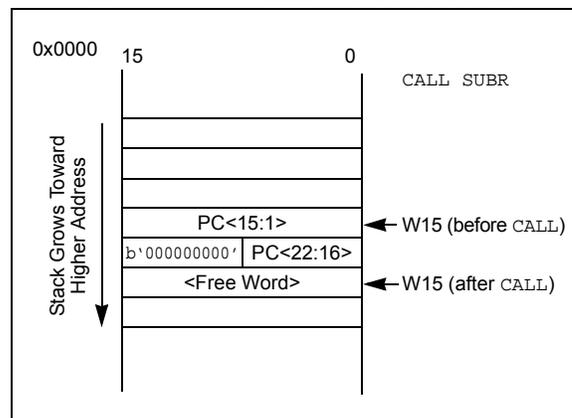 0x0000
15 0
CALL SUBR
Stack Grows Toward
Higher Address
PC<15:1>
W15 (before CALL)
b‘000000000’ PC<22:16>
<Free Word>
W15 (after CALL)